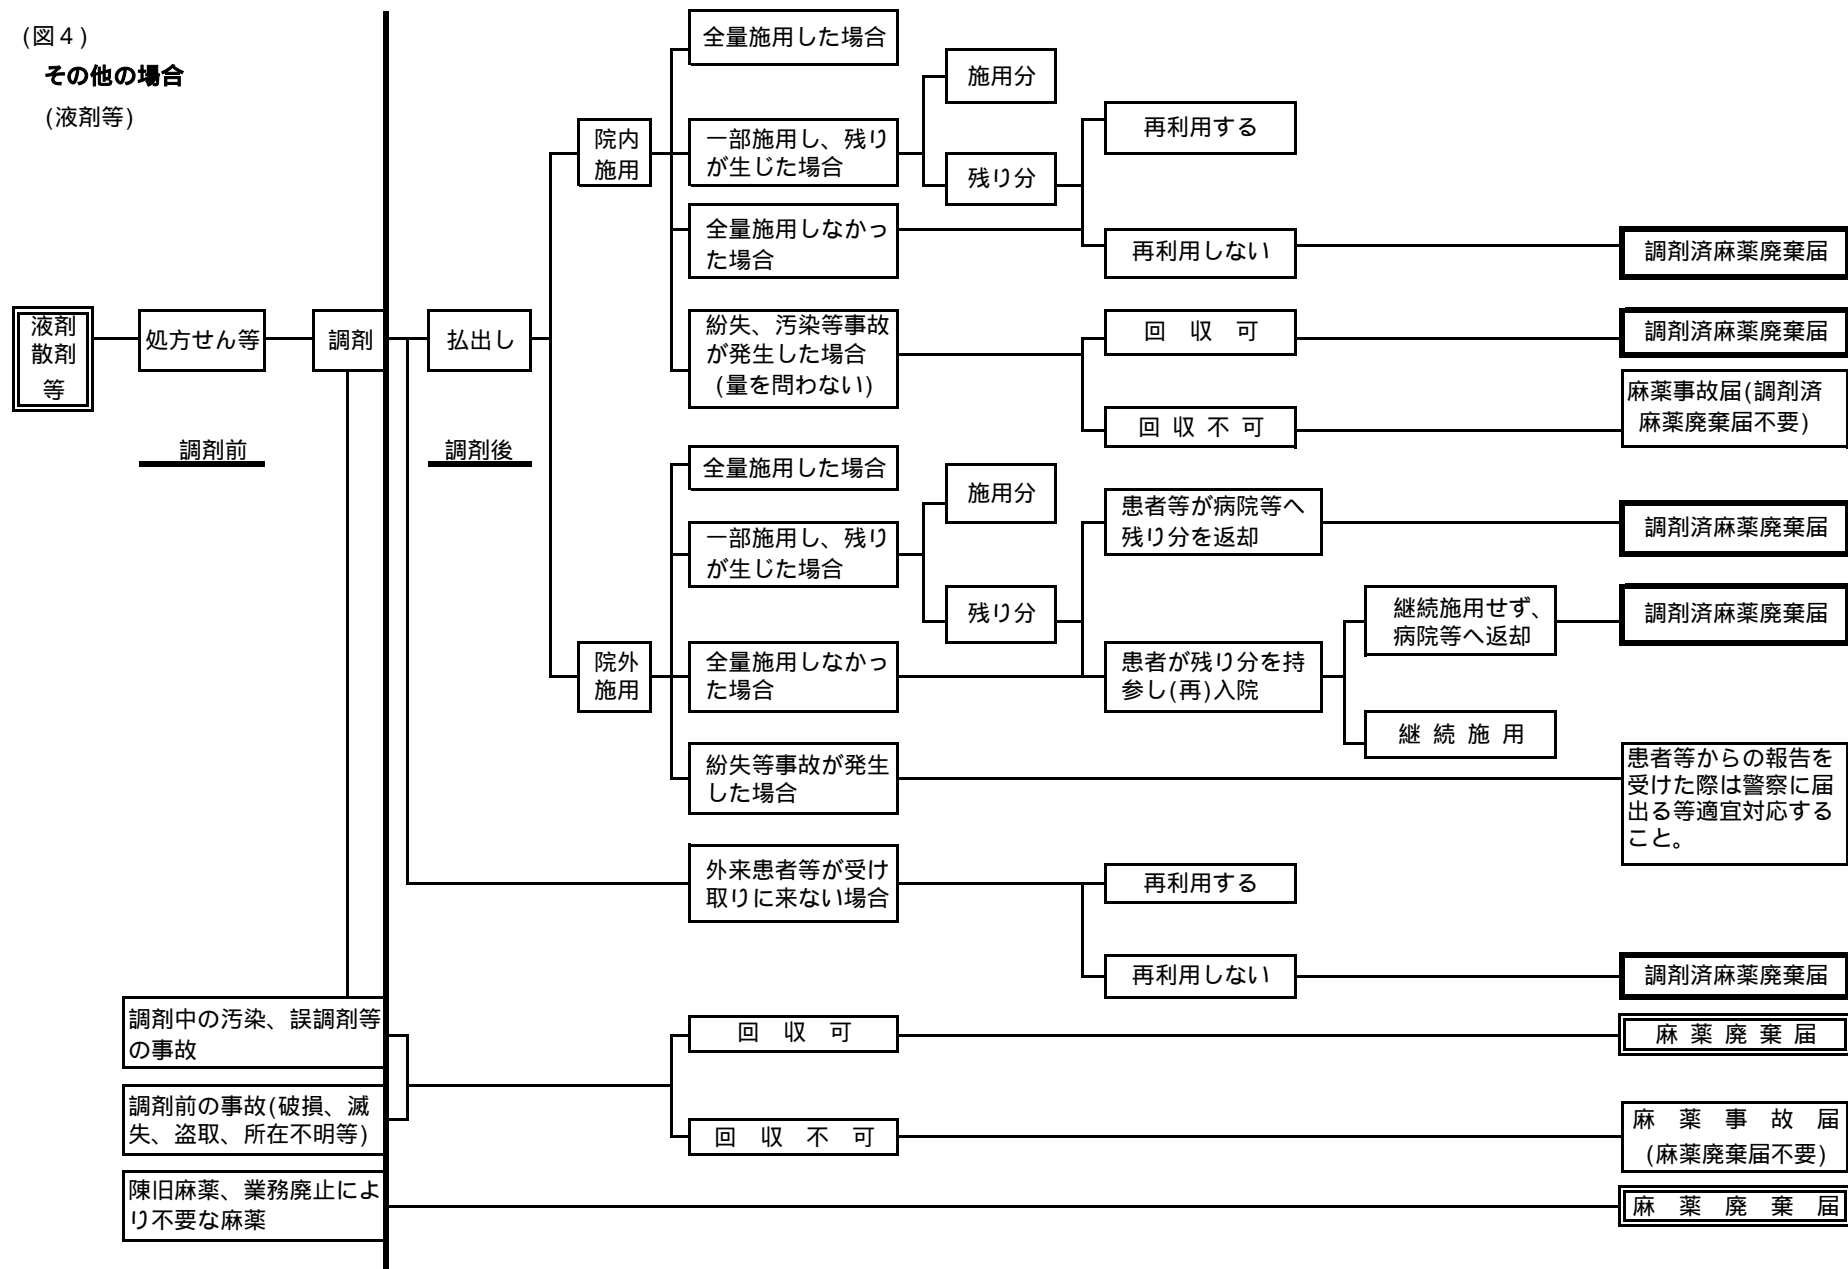 (図４)
その他の場合
(液剤等)
液剤
散剤
等
処方せん等
調剤
払出し
調剤前
調剤後
院内
施用
全量施用した場合
一部施用し、残り
が生じた場合
施用分
残り分
再利用する
全量施用しなかっ
た場合
再利用しない
調剤済麻薬廃棄届
紛失、汚染等事故
が発生した場合
(量を問わない)
回 収 可
調剤済麻薬廃棄届
回 収 不 可
麻薬事故届(調剤済
麻薬廃棄届不要)
院外
施用
全量施用した場合
一部施用し、残り
が生じた場合
施用分
残り分
患者等が病院等へ
残り分を返却
調剤済麻薬廃棄届
全量施用しなかっ
た場合
患者が残り分を持
参し(再)入院
継続施用せず、
病院等へ返却
調剤済麻薬廃棄届
継 続 施 用
紛失等事故が発生
した場合
患者等からの報告を
受けた際は警察に届
出る等適宜対応する
こと。
外来患者等が受け
取りに来ない場合
再利用する
再利用しない
調剤済麻薬廃棄届
調剤中の汚染、誤調剤等
の事故
調剤前の事故(破損、滅
失、盗取、所在不明等)
回 収 可
麻 薬 廃 棄 届
回 収 不 可
麻 薬 事 故 届
(麻薬廃棄届不要)
陳旧麻薬、業務廃止によ
り不要な麻薬
麻 薬 廃 棄 届